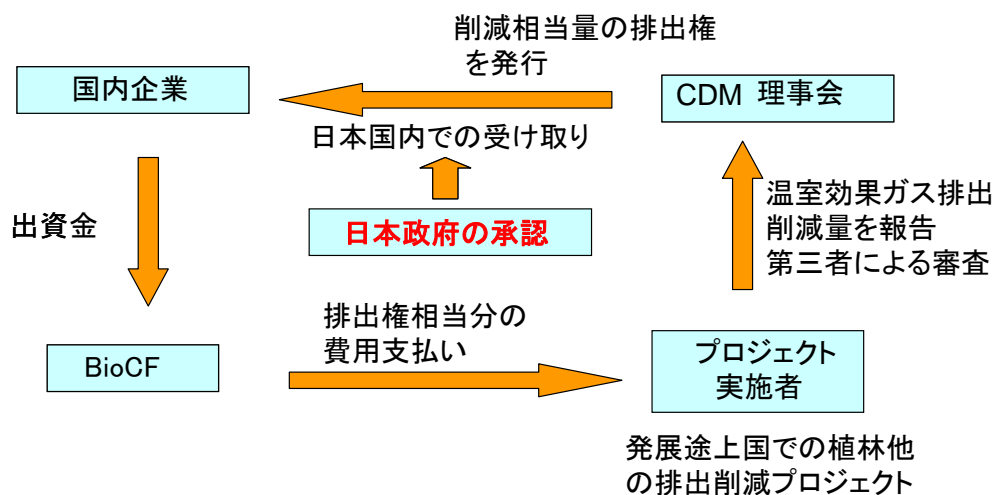 削減相当量の排出権
を発行
国内企業
CDM 理事会
日本国内での受け取り
温室効果ガス排出
削減量を報告
第三者による審査
出資金
日本政府の承認
排出権相当分の
費用支払い
BioCF
プロジェクト
実施者
発展途上国での植林他
の排出削減プロジェクト